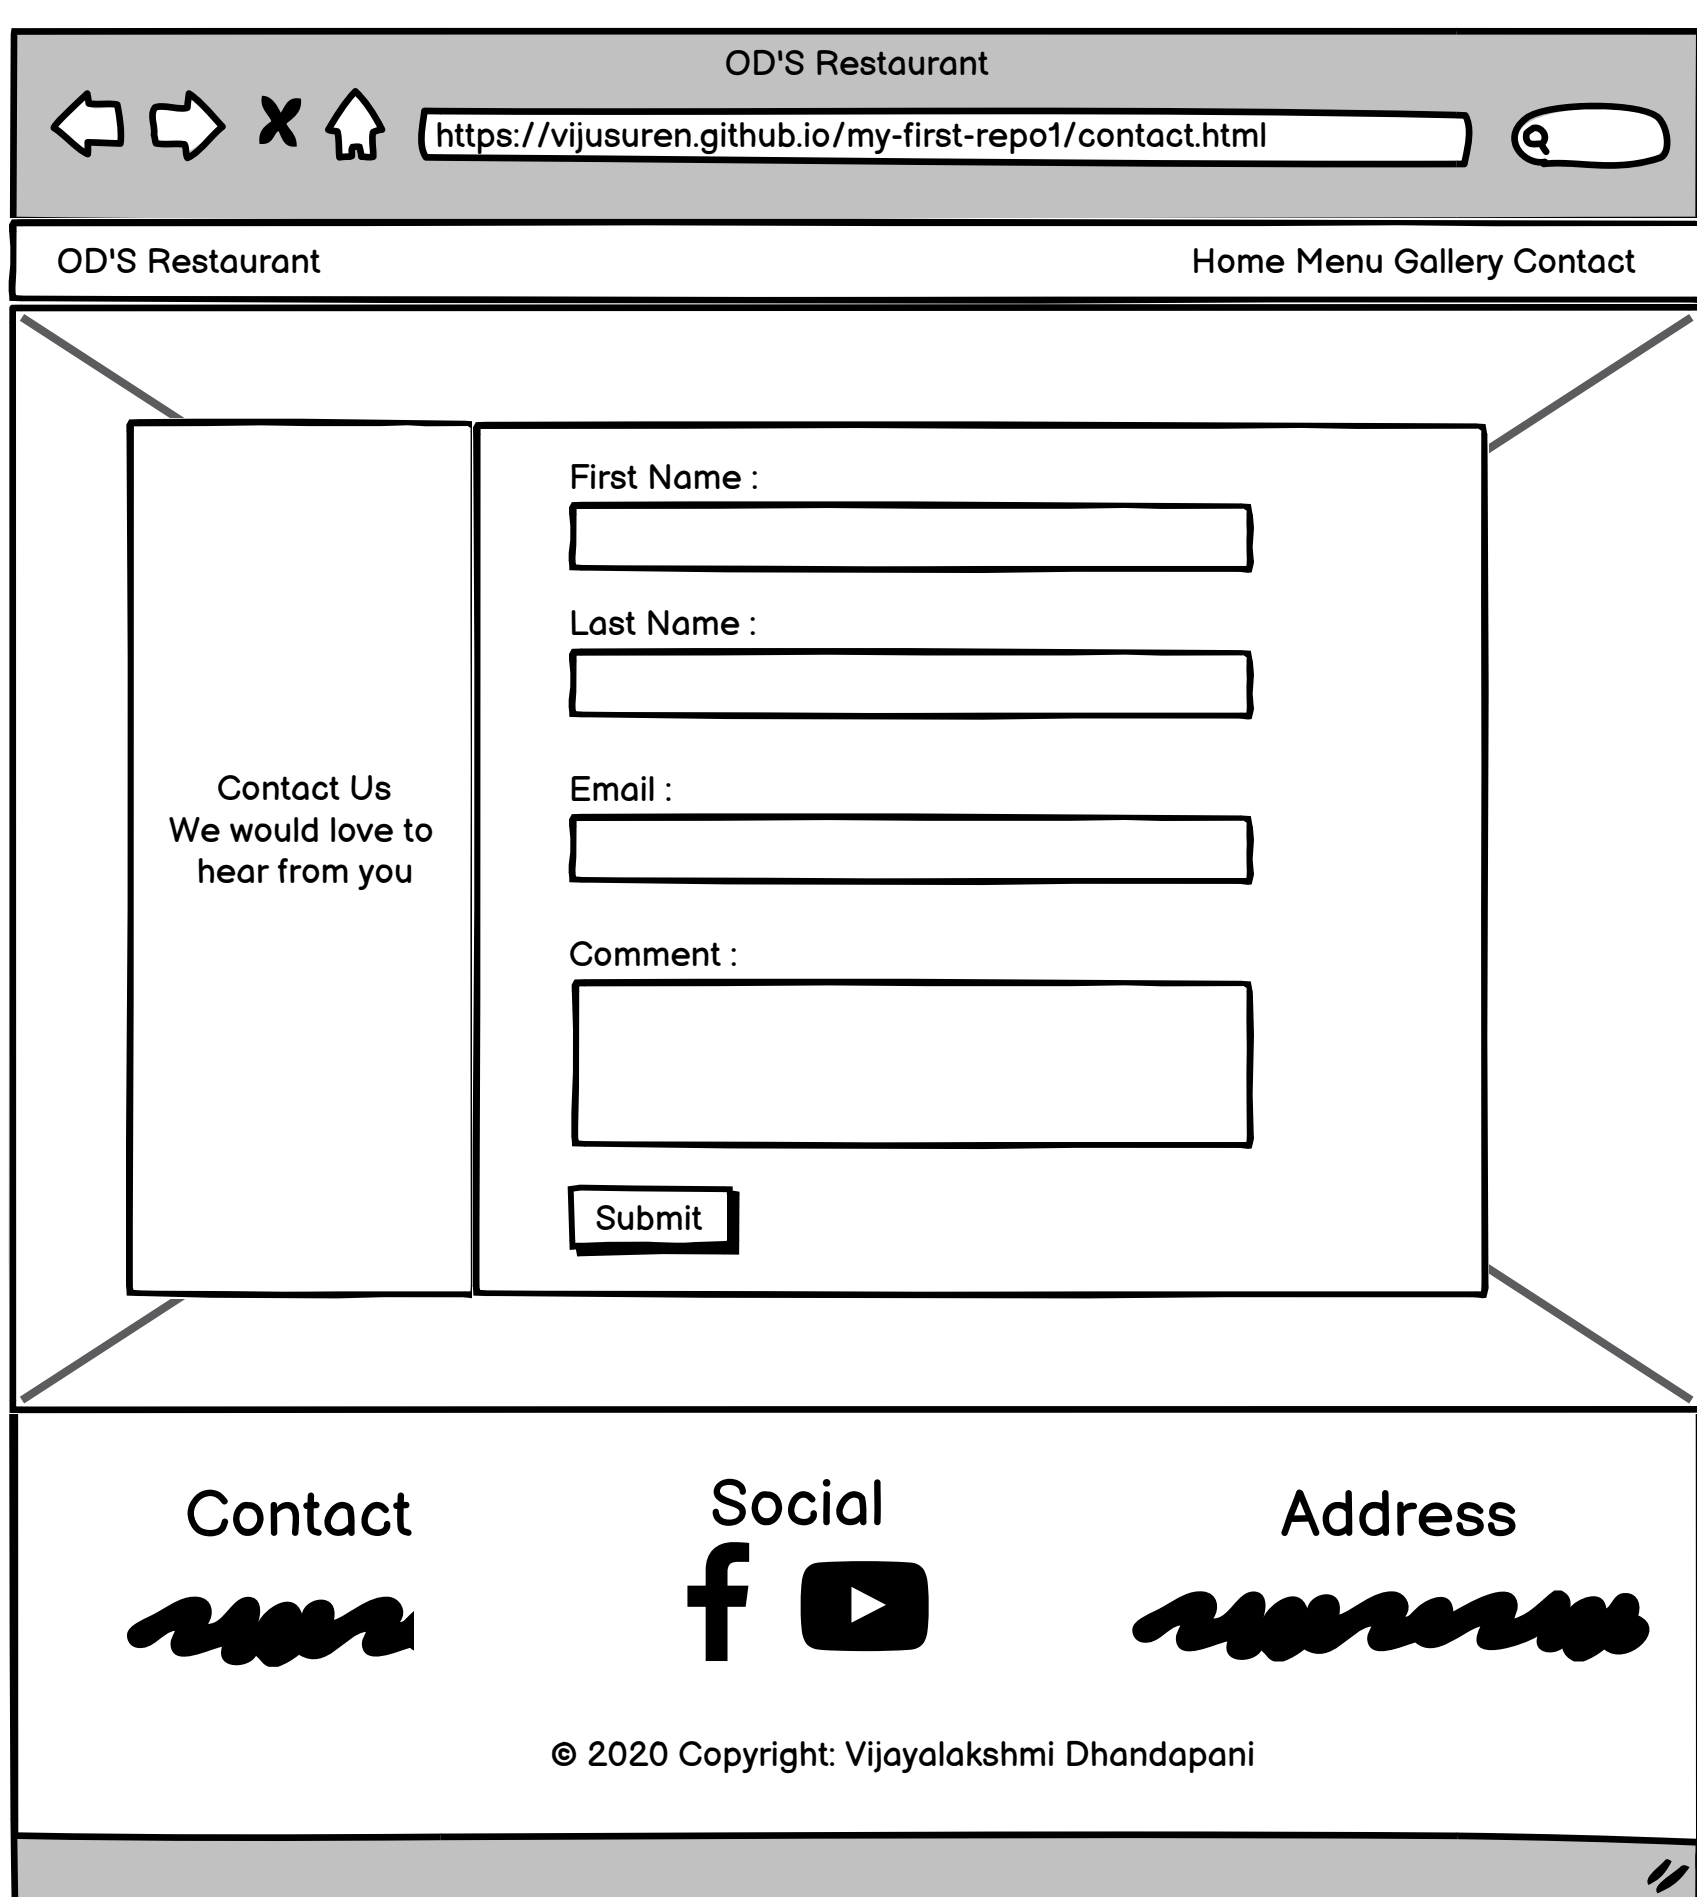 OD'S Restaurant
https://vijusuren.github.io/my-first-repo1/contact.html
OD'S Restaurant
Home Menu Gallery Contact
Contact Us
We would love to
hear from you
First Name :
Last Name :
Email :
Comment :
Submit
Contact
Social
Address
© 2020 Copyright: Vijayalakshmi Dhandapani